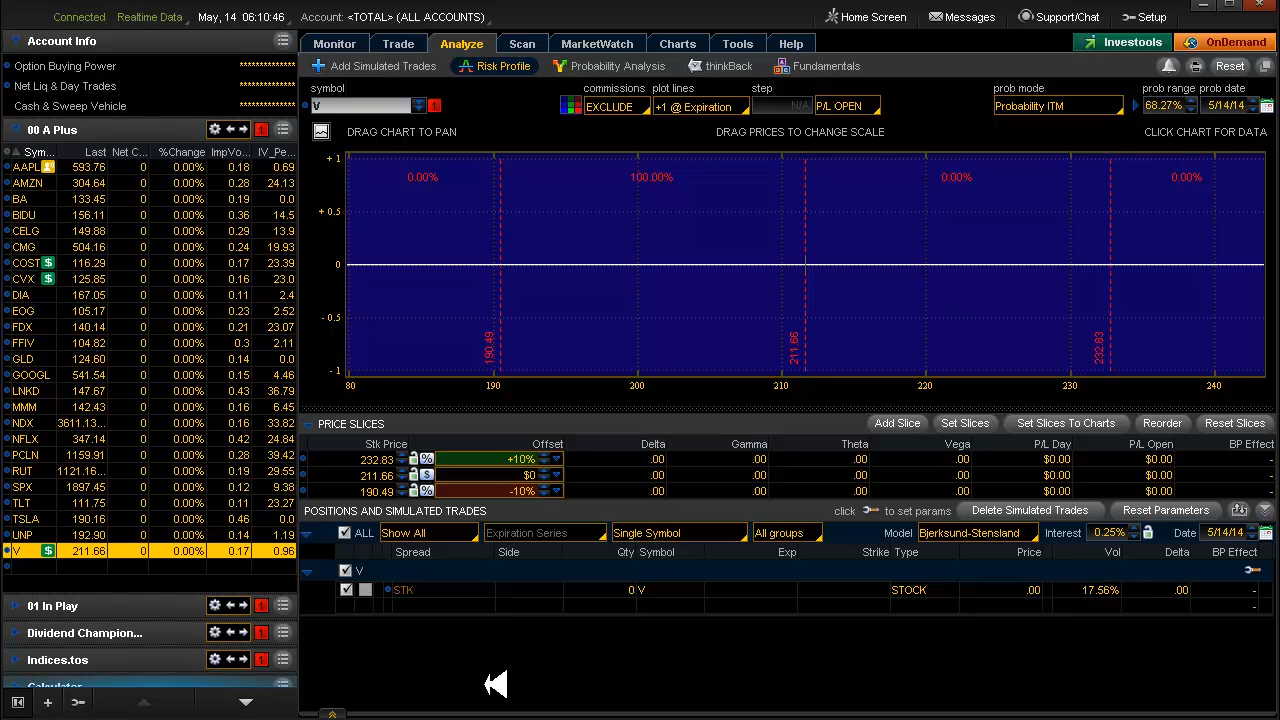 Connected Realtime Data May, 14 06:10:46 Account: <TOTAL> (ALL ACCOUNTS) Home Screen Messages Support/Chat Setup
Account Info
Option Buying Power **************
Net Liq & Day Trades **************
Cash & Sweep Vehicle **************
00 A Plus 1
Sym... Last Net C... %Change ImpVo... IV_Pe...
AAPL 593.76 0 0.00% 0.18 0.69
AMZN 304.64 0 0.00% 0.28 24.13
BA 133.45 0 0.00% 0.19 0.0
BIDU 156.11 0 0.00% 0.36 14.5
CELG 149.88 0 0.00% 0.29 13.9
CMG 504.16 0 0.00% 0.24 19.93
COST $ 116.29 0 0.00% 0.17 23.39
CVX $ 125.85 0 0.00% 0.16 23.0
DIA 167.05 0 0.00% 0.11 2.4
EOG 105.17 0 0.00% 0.23 2.52
FDX 140.14 0 0.00% 0.21 23.07
FFIV 104.82 0 0.00% 0.3 2.11
GLD 124.60 0 0.00% 0.14 0.0
GOOGL 541.54 0 0.00% 0.15 4.46
LNKD 147.67 0 0.00% 0.43 36.79
MMM 142.43 0 0.00% 0.16 6.45
NDX 3611.13... 0 0.00% 0.16 33.82
NFLX 347.14 0 0.00% 0.42 24.84
PCLN 1159.91 0 0.00% 0.28 39.42
RUT 1121.16... 0 0.00% 0.19 29.55
SPX 1897.45 0 0.00% 0.12 9.38
TLT 111.75 0 0.00% 0.11 23.27
TSLA 190.16 0 0.00% 0.46 0.0
UNP 192.90 0 0.00% 0.14 1.19
V $ 211.66 0 0.00% 0.17 0.96
01 In Play 1
Dividend Champion... 1
Indices.tos 1
Calculator
Monitor Trade Analyze Scan MarketWatch Charts Tools Help Investools OnDemand
Add Simulated Trades Risk Profile Probability Analysis thinkBack Fundamentals Reset
symbol commissions plot lines step prob mode prob range prob date
V 1 EXCLUDE +1 @ Expiration N/A P/L OPEN Probability ITM 68.27% 5/14/14
DRAG CHART TO PAN DRAG PRICES TO CHANGE SCALE CLICK CHART FOR DATA
+ 1
0.00% 100.00% 0.00% 0.00%
+ 0.5
0
- 0.5
190.49 211.66 232.83
- 1
80 190 200 210 220 230 240
PRICE SLICES Add Slice Set Slices Set Slices To Charts Reorder Reset Slices
Stk Price Offset Delta Gamma Theta Vega P/L Day P/L Open BP Effect
232.83 % +10% .00 .00 .00 .00 $0.00 $0.00
211.66 $ $0 .00 .00 .00 .00 $0.00 $0.00
190.49 % -10% .00 .00 .00 .00 $0.00 $0.00
POSITIONS AND SIMULATED TRADES click to set params Delete Simulated Trades Reset Parameters
ALL Show All Expiration Series Single Symbol All groups Model Bjerksund-Stensland Interest 0.25% Date 5/14/14
Spread Side Qty Symbol Exp Strike Type Price Vol Delta BP Effect
V
STK 0 V STOCK .00 17.56% .00 -
-